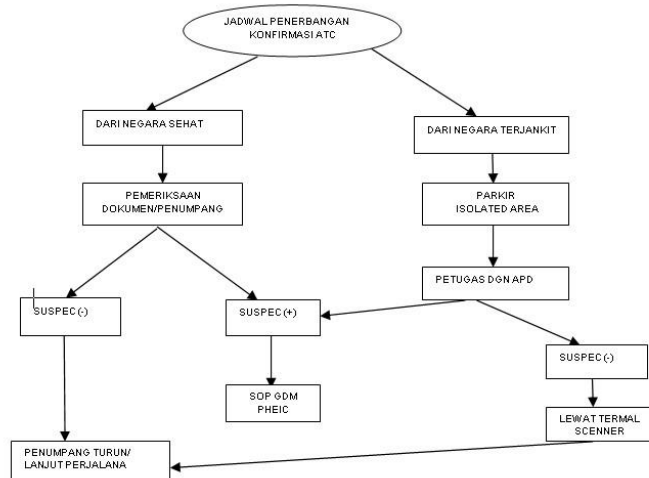 JADWAL PENERBANGAN
KONFIRMASI ATC
DARI NEGARA SEHAT
DARI NEGARA TERJANKIT
PEMERIKSAAN
DOKUMEN/PENUMPANG
PARKIR
ISOLATED AREA
PETUGAS DGN APD
SUSPEC (-)
SUSPEC (+)
SUSPEC (-)
SOP GDM
PHEIC
LEWAT TERMAL
SCENNER
PENUMPANG TURUN/
LANJUT PERJALANA